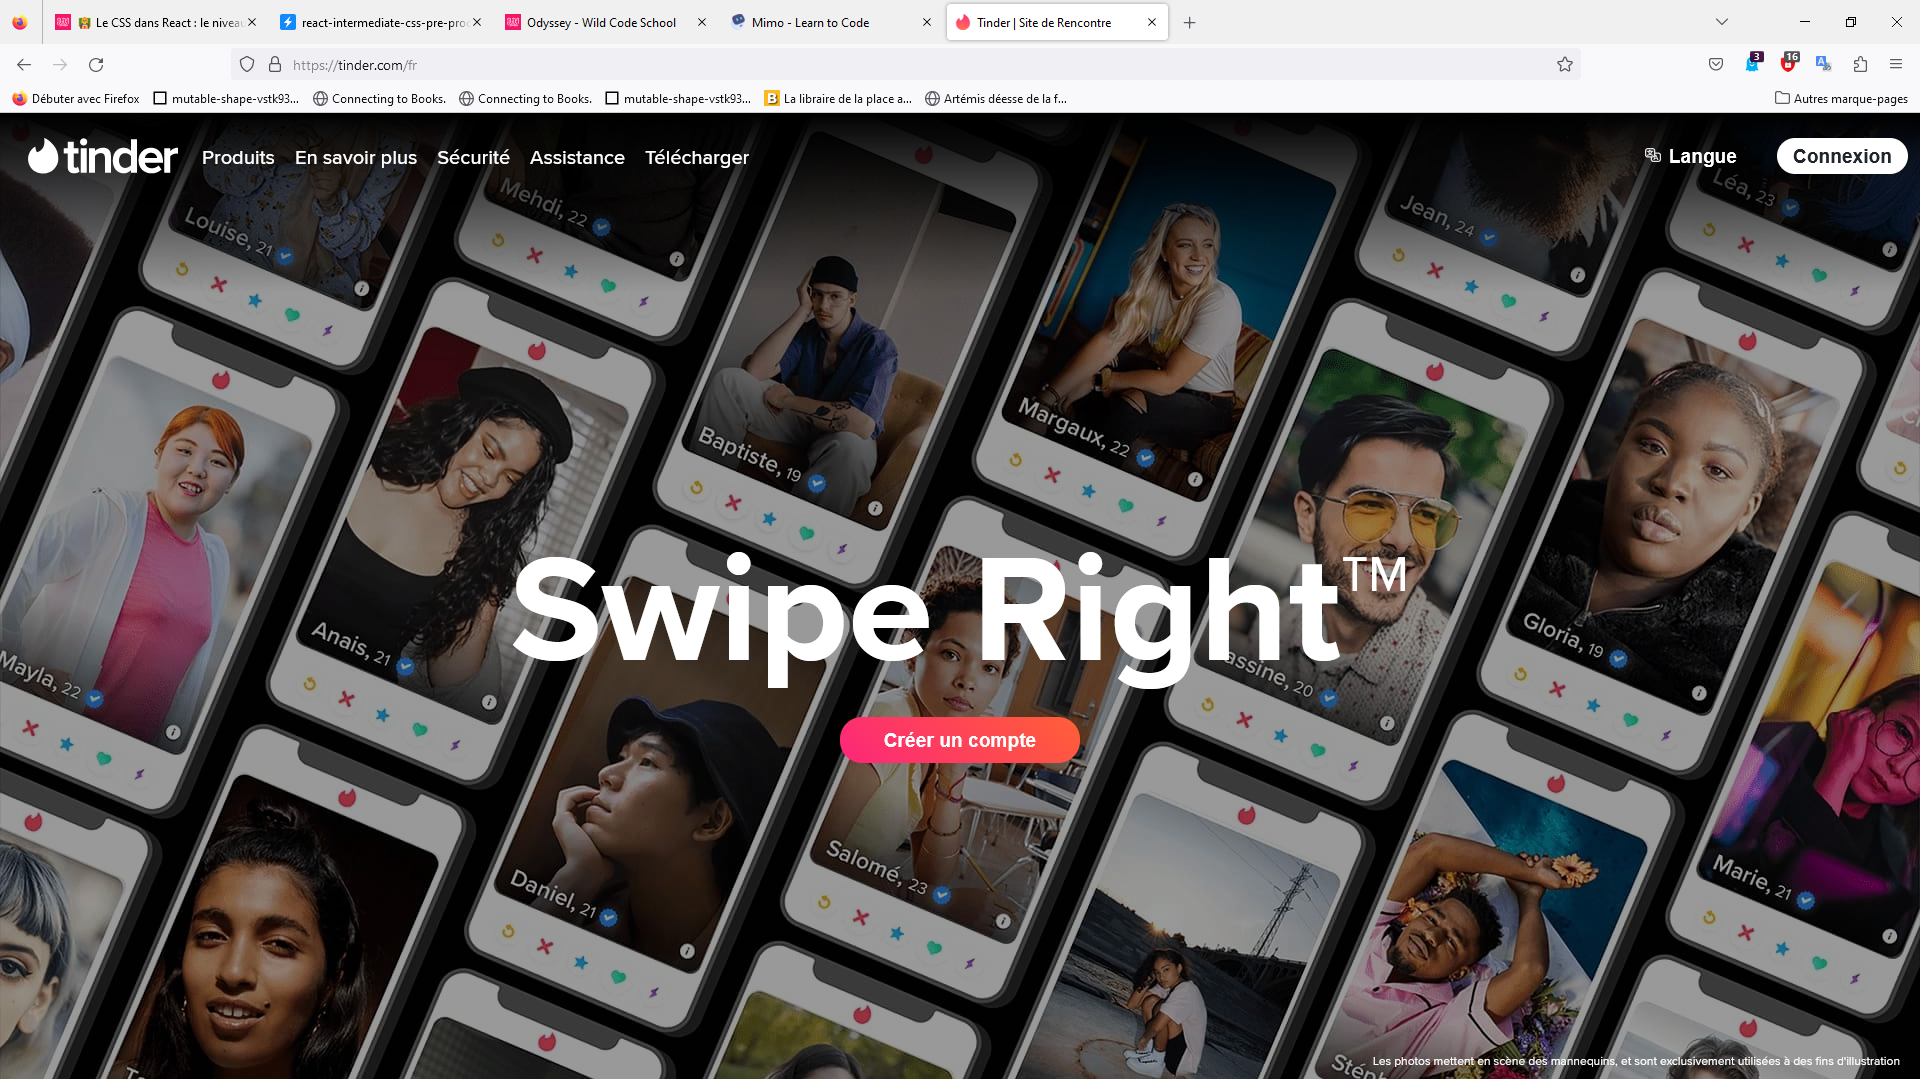 Le CSS dans React : le niveau
react-intermediate-css-pre-proc
Odyssey - Wild Code School
Mimo - Learn to Code
Tinder | Site de Rencontre
https://tinder.com/fr
3
16
Débuter avec Firefox
mutable-shape-vstk93...
Connecting to Books.
Connecting to Books.
mutable-shape-vstk93...
La libraire de la place a...
Artémis déesse de la f...
Autres marque-pages
tinder
Produits
En savoir plus
Sécurité
Assistance
Télécharger
Langue
Connexion
Louise, 21
Mehdi, 22
Jean, 24
Léa, 23
Baptiste, 19
Margaux, 22
Mayla, 22
Anais, 21
assine, 20
Gloria, 19
Swipe Right™
Créer un compte
Daniel, 21
Salomé, 23
Marie, 21
Stéph
Les photos mettent en scène des mannequins, et sont exclusivement utilisées à des fins d'illustration